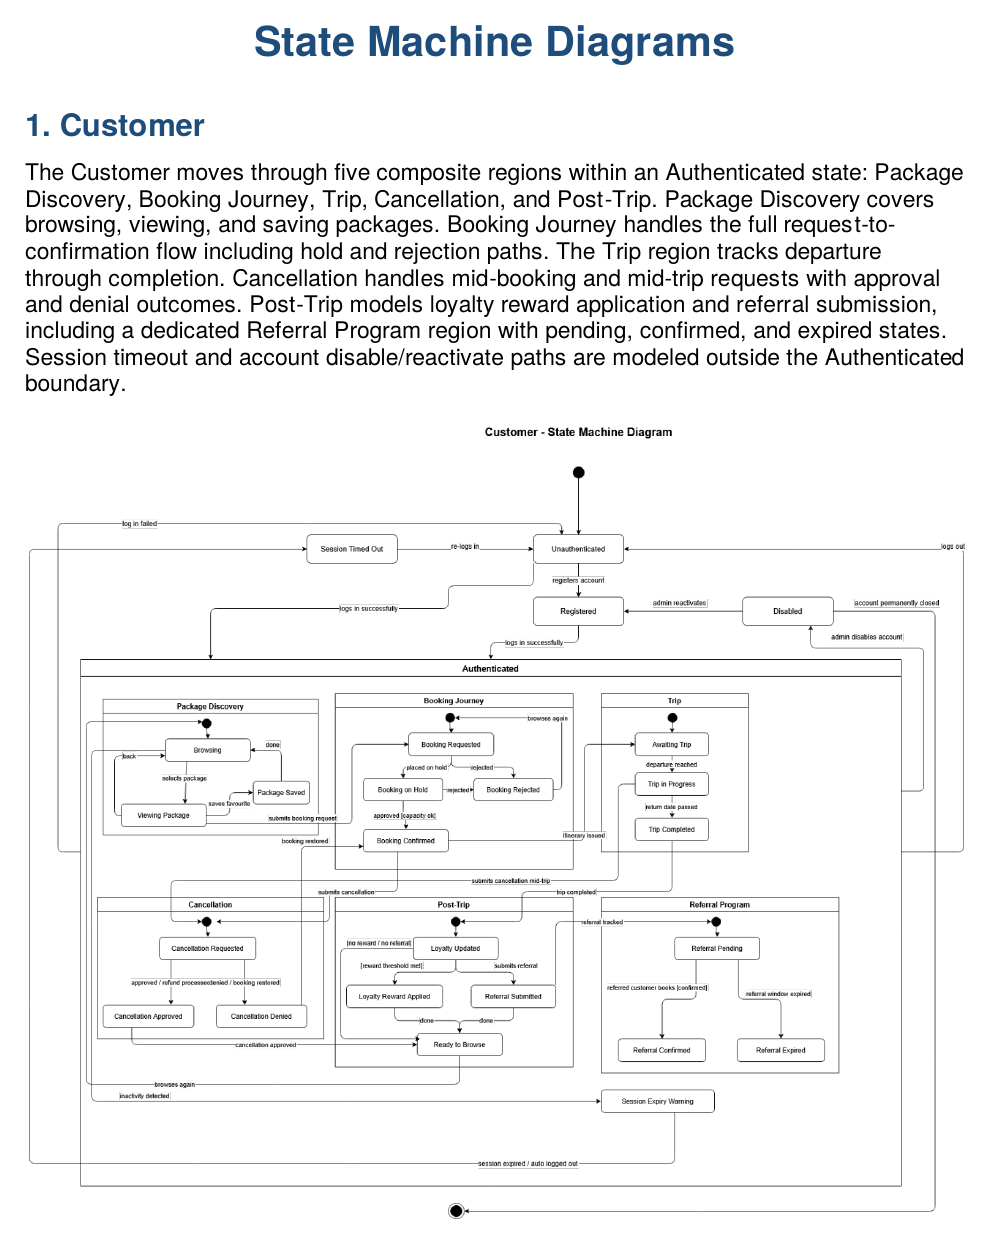 State Machine Diagrams
1. Customer
The Customer moves through five composite regions within an Authenticated state: Package
Discovery, Booking Journey, Trip, Cancellation, and Post-Trip. Package Discovery covers
browsing, viewing, and saving packages. Booking Journey handles the full request-to-
confirmation flow including hold and rejection paths. The Trip region tracks departure
through completion. Cancellation handles mid-booking and mid-trip requests with approval
and denial outcomes. Post-Trip models loyalty reward application and referral submission,
including a dedicated Referral Program region with pending, confirmed, and expired states.
Session timeout and account disable/reactivate paths are modeled outside the Authenticated
boundary.
Customer - State Machine Diagram
log in failed
Session Timed Out
re-logs in
Unauthenticated
logs out
registers account
logs in successfully
Registered
admin reactivates
Disabled
account permanently closed
logs in successfully
admin disables account
Authenticated
Package Discovery
Browsing
back
done
selects package
Package Saved
saves favourite
Viewing Package
submits booking request
Booking Journey
browses again
Booking Requested
placed on hold
rejected
Booking on Hold
rejected
Booking Rejected
approved [capacity ok]
Booking Confirmed
booking restored
itinerary issued
Trip
Awaiting Trip
departure reached
Trip in Progress
return date passed
Trip Completed
submits cancellation mid-trip
submits cancellation
trip completed
Cancellation
Cancellation Requested
approved / refund processe
denied / booking restored
Cancellation Approved
Cancellation Denied
cancellation approved
Post-Trip
[no reward / no referral]
Loyalty Updated
[reward threshold met]
submits referral
Loyalty Reward Applied
Referral Submitted
done
done
Ready to Browse
referral tracked
Referral Program
Referral Pending
referred customer books [confirmed]
referral window expired
Referral Confirmed
Referral Expired
browses again
inactivity detected
Session Expiry Warning
session expired / auto logged out